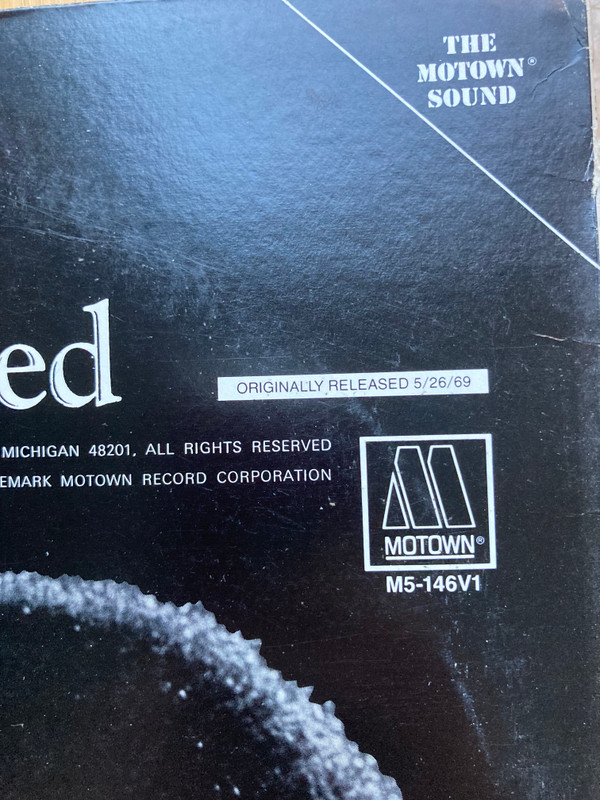 THE
MOTOWN®
SOUND
ed
ORIGINALLY RELEASED 5/26/69
MICHIGAN 48201, ALL RIGHTS RESERVED
EMARK MOTOWN RECORD CORPORATION
MOTOWN®
M5-146V1